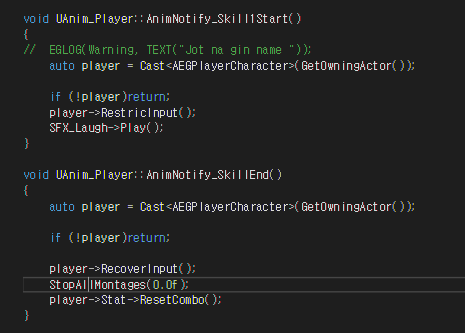 void UAnim_Player::AnimNotify_Skill1Start()
{
//  EGLOG(Warning, TEXT("Jot na gin name "));
    auto player = Cast<AEGPlayerCharacter>(GetOwningActor());
    if (!player)return;
    player->RestricInput();
    SFX_Laugh->Play();
}
void UAnim_Player::AnimNotify_SkillEnd()
{
    auto player = Cast<AEGPlayerCharacter>(GetOwningActor());
    if (!player)return;
    player->RecoverInput();
    StopAllMontages(0.0f);
    player->Stat->ResetCombo();
}